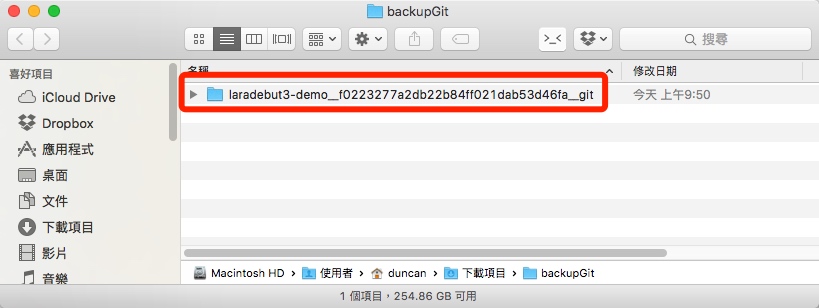 backupGit
搜尋
喜好項目
iCloud Drive
Dropbox
應用程式
桌面
文件
下載項目
影片
音樂
名稱
修改日期
laradebut3-demo__f0223277a2db22b84ff021dab53d46fa__git
今天 上午9:50
Macintosh HD
使用者
duncan
下載項目
backupGit
1 個項目，254.86 GB 可用